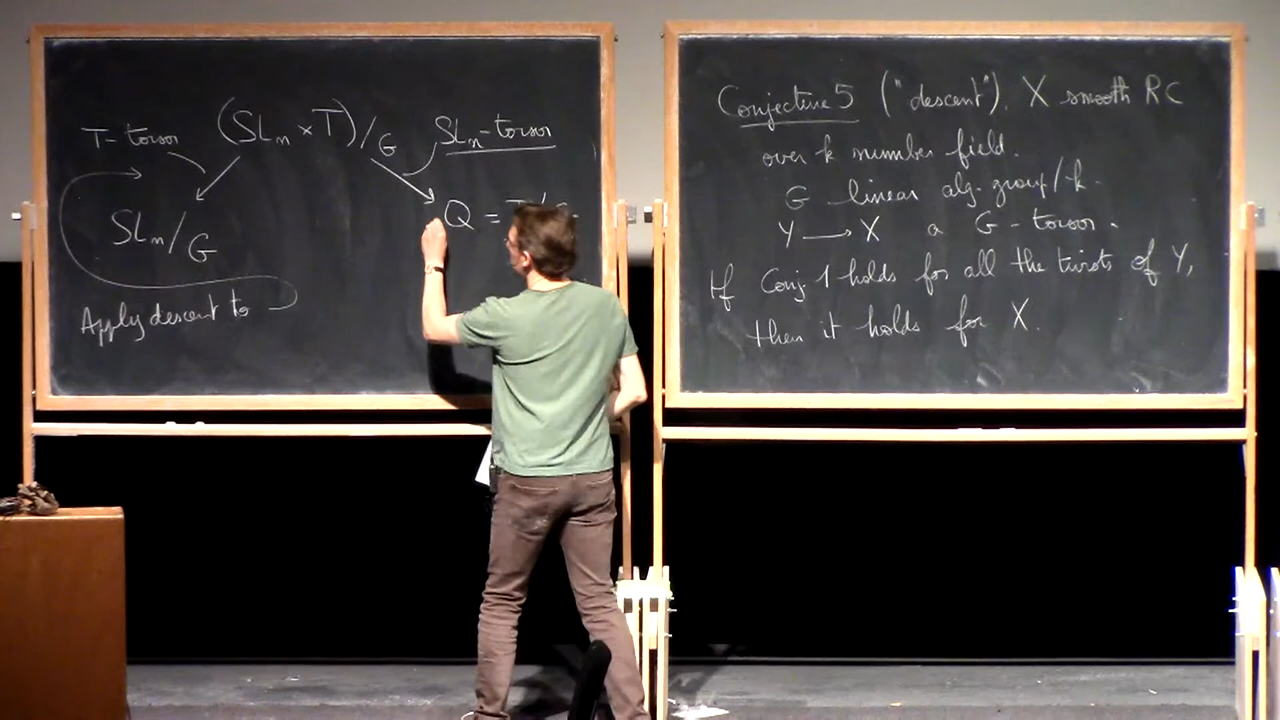 T-torsor (SLn × T)/G SLn-torsor
SLn/G
Q =
Apply descent to
Conjecture 5 ("descent"). X smooth RC
over k number field.
G linear alg. group/k.
Y → X a G-torsor.
If Conj 1 holds for all the twists of Y,
then it holds for X.